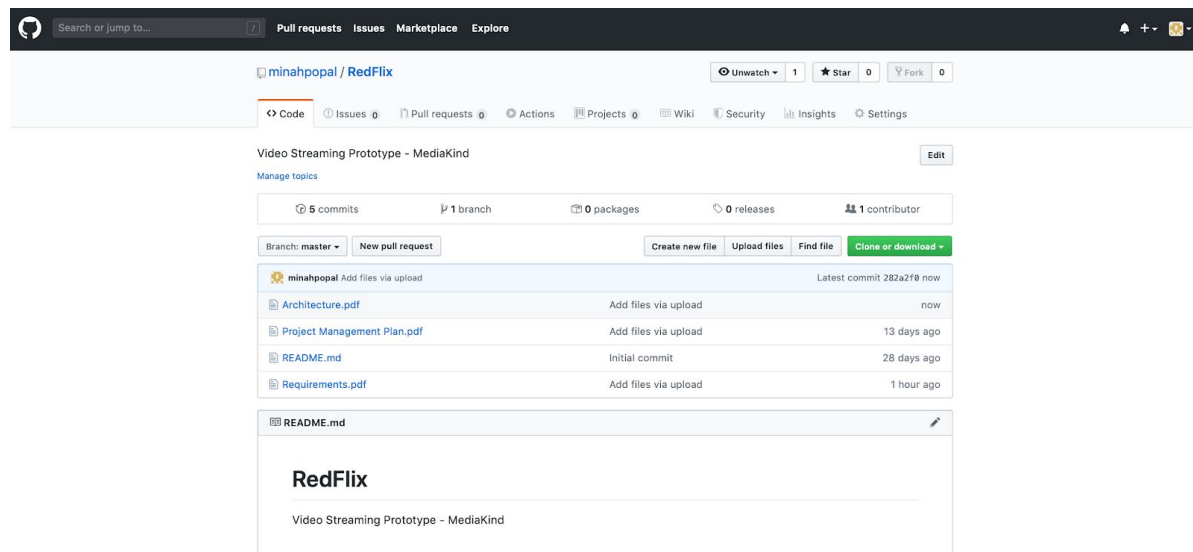 Search or jump to... / Pull requests Issues Marketplace Explore
minahpopal / RedFlix Unwatch 1 Star 0 Fork 0
<> Code Issues 0 Pull requests 0 Actions Projects 0 Wiki Security Insights Settings
Video Streaming Prototype - MediaKind Edit
Manage topics
5 commits 1 branch 0 packages 0 releases 1 contributor
Branch: master New pull request Create new file Upload files Find file Clone or download
minahpopal Add files via upload Latest commit 282a2f0 now
Architecture.pdf Add files via upload now
Project Management Plan.pdf Add files via upload 13 days ago
README.md Initial commit 28 days ago
Requirements.pdf Add files via upload 1 hour ago
README.md
RedFlix
Video Streaming Prototype - MediaKind